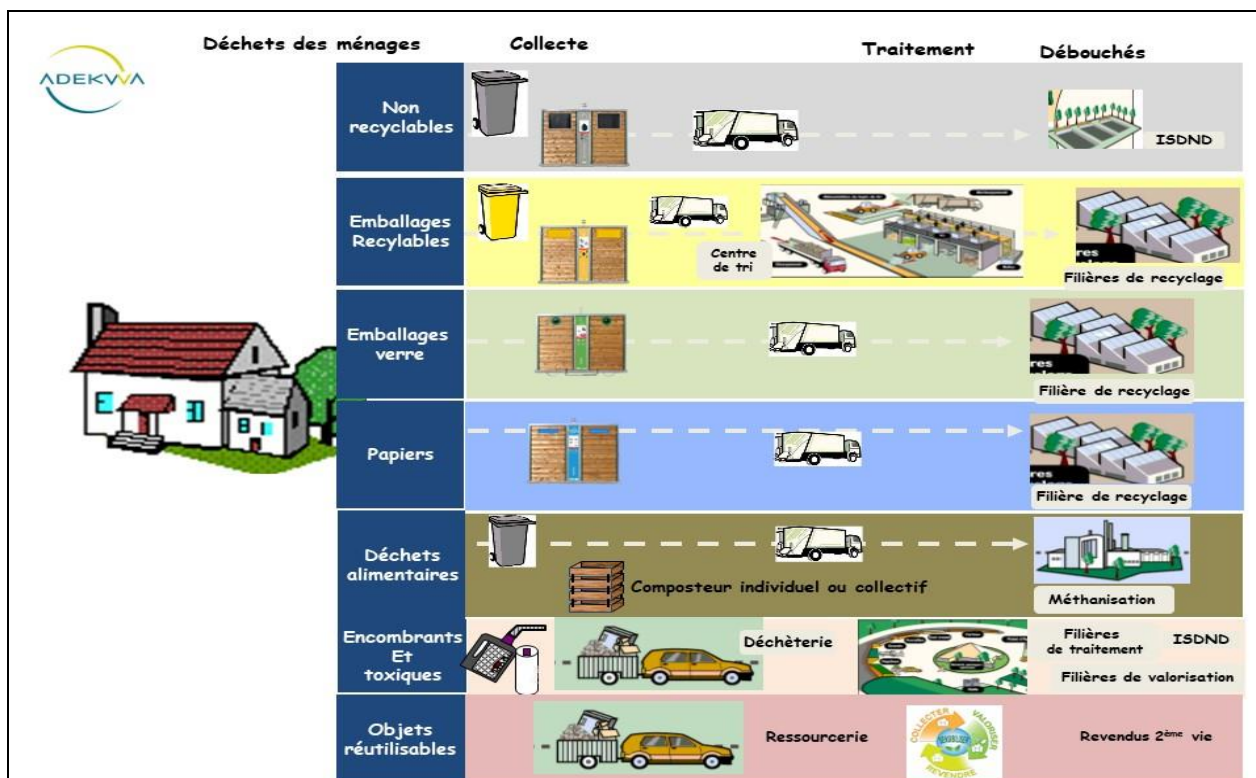 ADEKWA
Déchets des ménages
Collecte
Traitement
Débouchés
Non
recyclables
ISDND
Emballages
Recylables
Centre
de tri
Filières de recyclage
Emballages
verre
Filière de recyclage
Papiers
Filière de recyclage
Déchets
alimentaires
Composteur individuel ou collectif
Méthanisation
Encombrants
Et
toxiques
Déchèterie
Filières
de traitement
ISDND
Filières de valorisation
Objets
réutilisables
Ressourcerie
COLLECTER
VALORISER
REVENDRE
Revendus 2ème vie